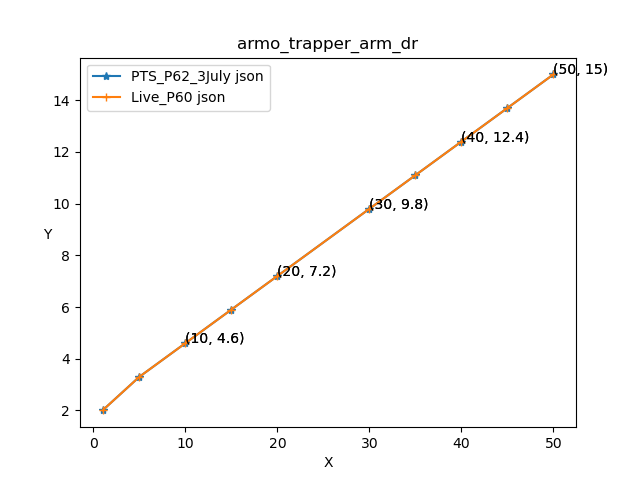 armo_trapper_arm_dr
PTS_P62_3July json
Live_P60 json
(50, 15)
(40, 12.4)
(30, 9.8)
(20, 7.2)
(10, 4.6)
Y
14
12
10
8
6
4
2
0 10 20 30 40 50
X